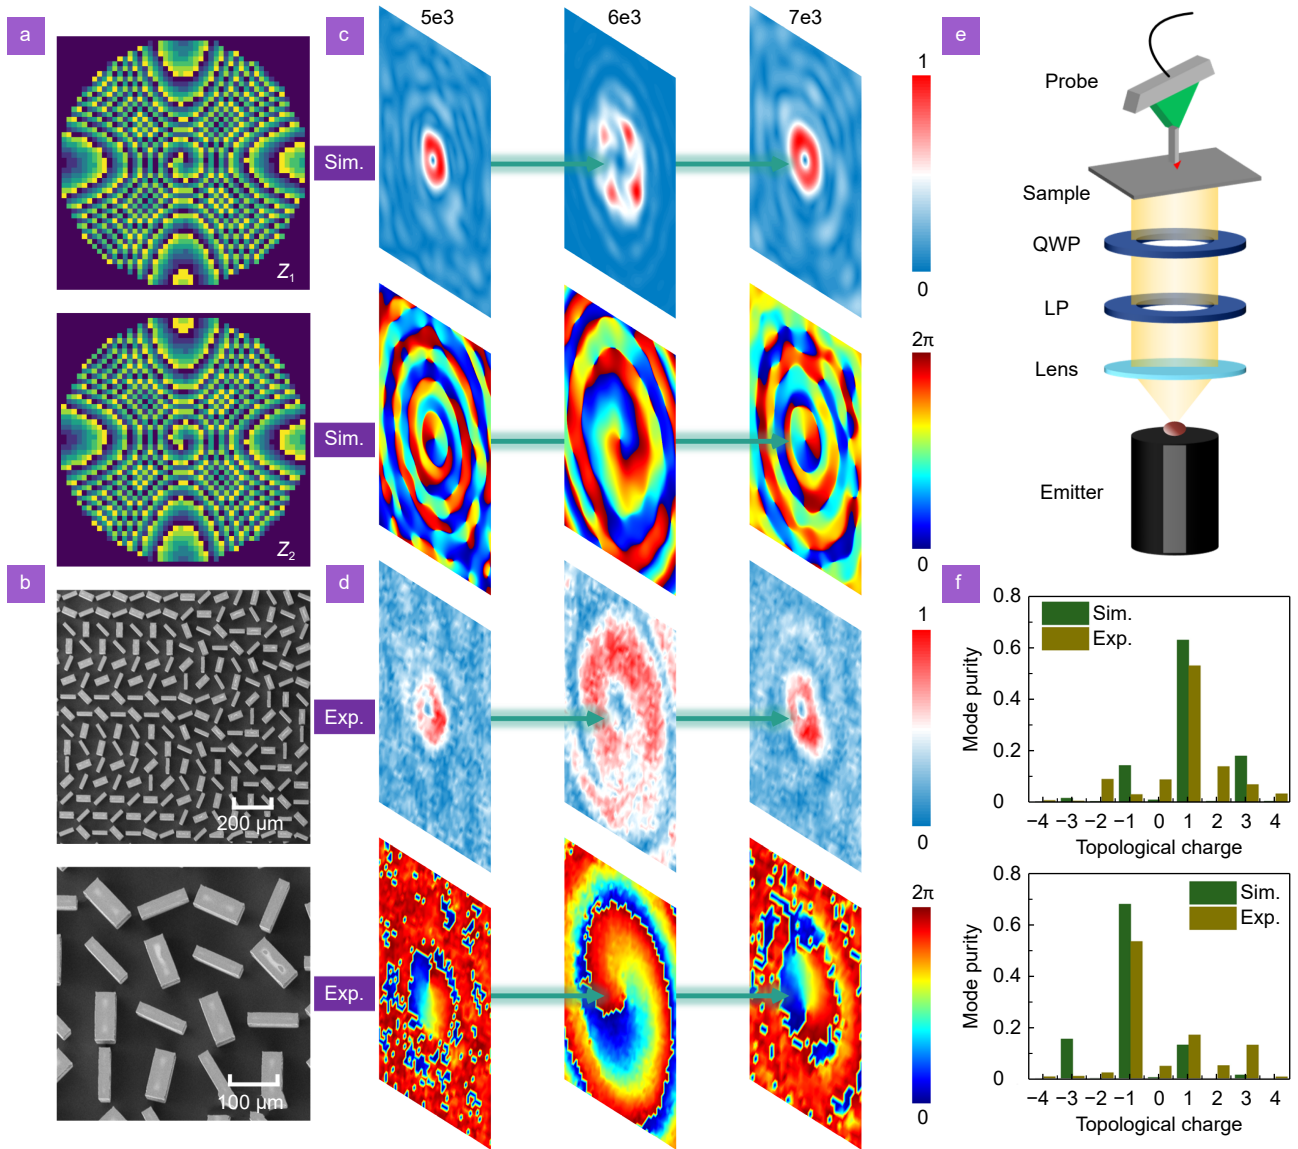 a
Z1
Z2
b
200 μm
100 μm
c
5e3
6e3
7e3
Sim.
1
0
Sim.
2π
0
d
Exp.
1
0
Exp.
2π
0
e
Probe
Sample
QWP
LP
Lens
Emitter
f
0.8
0.6
0.4
0.2
0
Mode purity
Sim.
Exp.
−4 −3 −2 −1 0 1 2 3 4
Topological charge
0.8
0.6
0.4
0.2
0
Mode purity
Sim.
Exp.
−4 −3 −2 −1 0 1 2 3 4
Topological charge